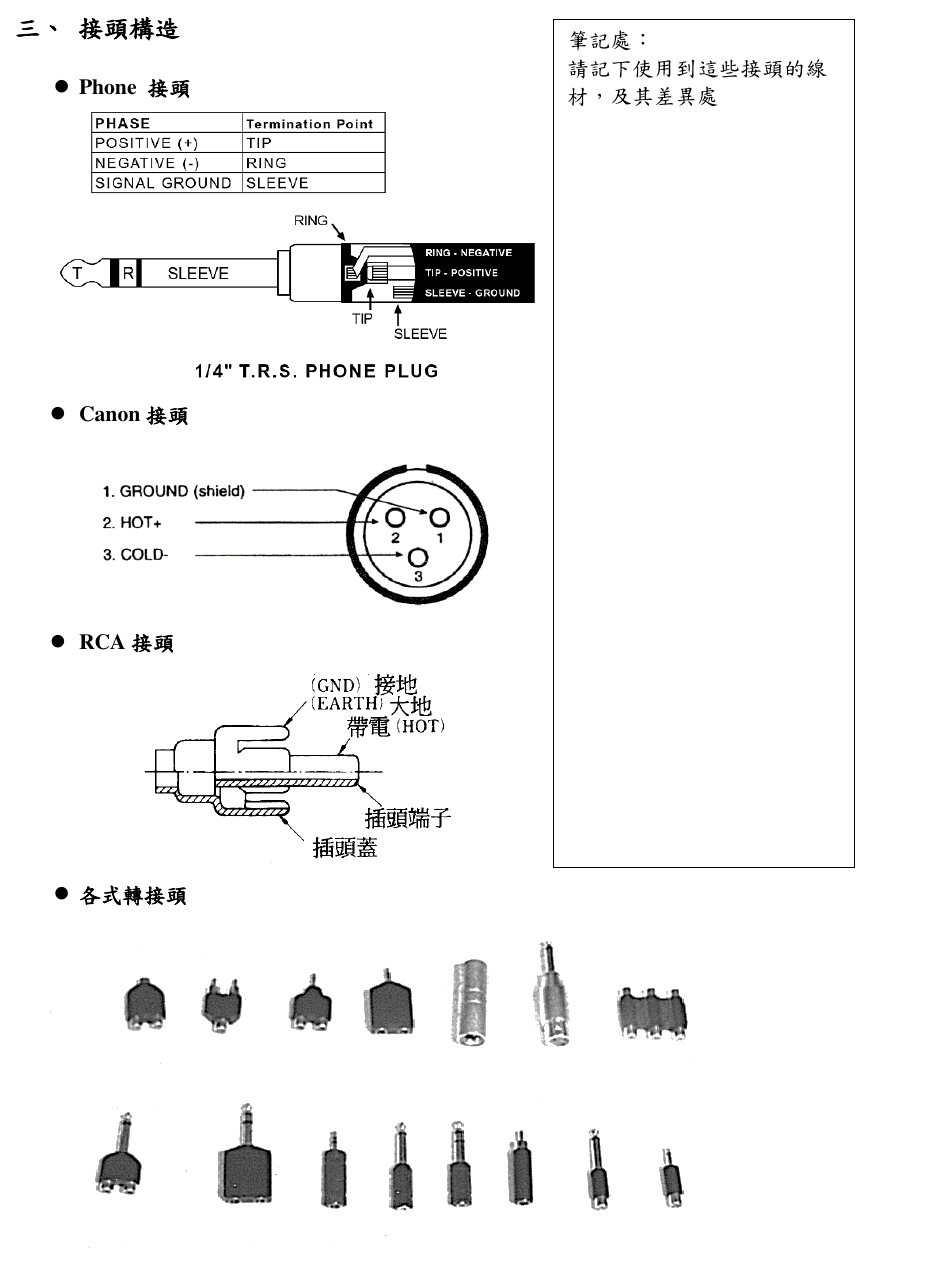 三、 接頭構造
● Phone 接頭
PHASE Termination Point
POSITIVE (+) TIP
NEGATIVE (-) RING
SIGNAL GROUND SLEEVE
RING
RING - NEGATIVE
T R SLEEVE
TIP - POSITIVE
SLEEVE - GROUND
TIP
SLEEVE
1/4" T.R.S. PHONE PLUG
● Canon 接頭
1. GROUND (shield)
2. HOT+
3. COLD-
2 1
3
● RCA 接頭
(GND) 接地
(EARTH) 大地
帶電 (HOT)
插頭端子
插頭蓋
● 各式轉接頭
筆記處：
請記下使用到這些接頭的線
材，及其差異處